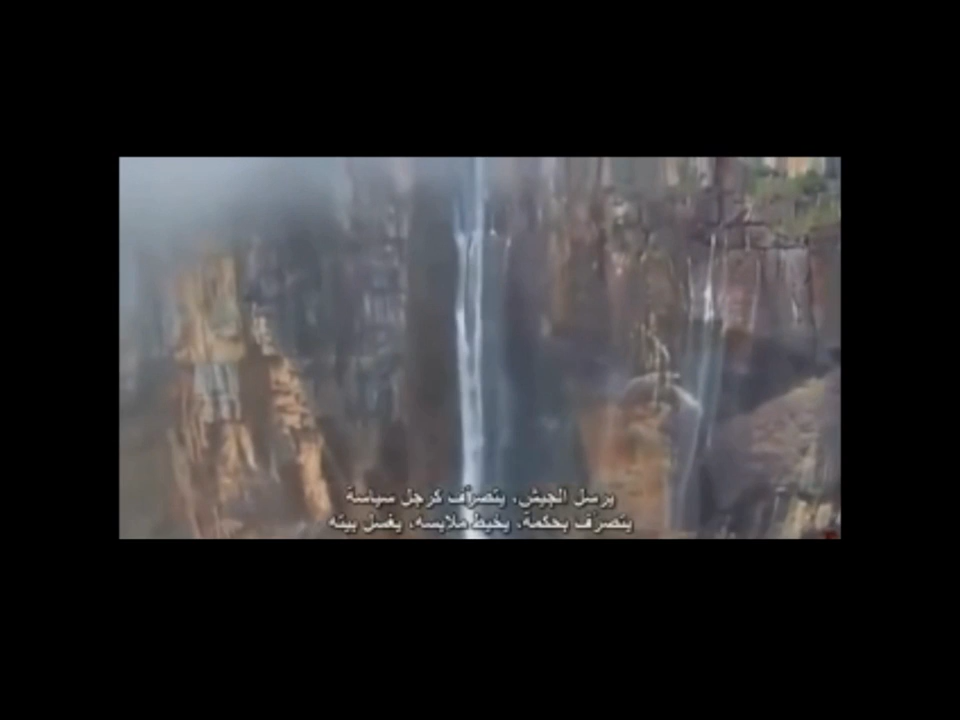 يرسل الجيش، يتصرّف كرجل سياسة
يتصرّف بحكمة، يخيط ملابسه، يغسل بيته